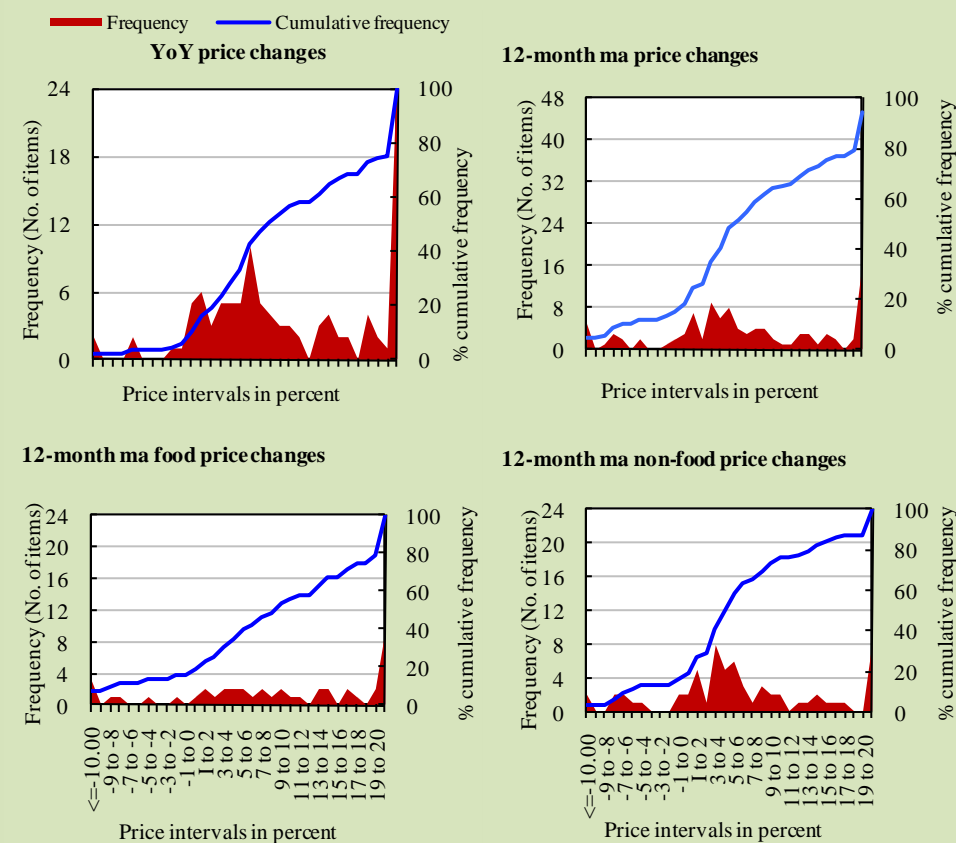 Frequency Cumulative frequency
YoY price changes
24
18
12
6
0
Frequency (No. of items)
100
80
60
40
20
0
% cumulative frequency
Price intervals in percent
12-month ma price changes
48
40
32
24
16
8
0
Frequency (No. of items)
100
80
60
40
20
0
% cumulative frequency
Price intervals in percent
12-month ma food price changes
24
20
16
12
8
4
0
Frequency (No. of items)
100
80
60
40
20
0
% cumulative frequency
<=-10.00
-9 to -8
-7 to -6
-5 to -4
-3 to -2
-1 to 0
I to 2
3 to 4
5 to 6
7 to 8
9 to 10
11 to 12
13 to 14
15 to 16
17 to 18
19 to 20
Price intervals in percent
12-month ma non-food price changes
24
20
16
12
8
4
0
Frequency (No. of items)
100
80
60
40
20
0
% cumulative frequency
<=-10.00
-9 to -8
-7 to -6
-5 to -4
-3 to -2
-1 to 0
I to 2
3 to 4
5 to 6
7 to 8
9 to 10
11 to 12
13 to 14
15 to 16
17 to 18
19 to 20
Price intervals in percent